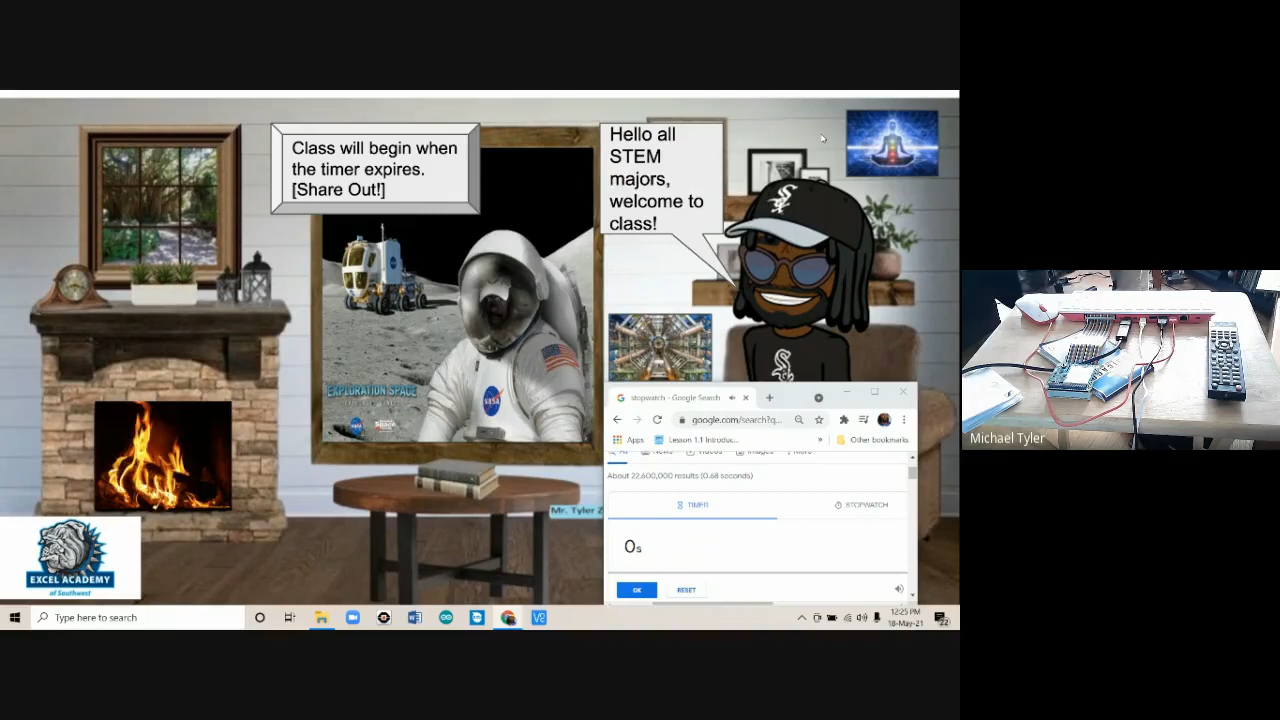 Class will begin when
the timer expires.
[Share Out!]
Hello all
STEM
majors,
welcome to
class!
NASA
EXPLORATION SPACE
NASA
EXCEL ACADEMY
of Southwest
Mr. Tyler Z
stopwatch - Google Search
google.com/search?q...
Apps
Lesson 1.1 Introduc...
»
Other bookmarks
About 22,600,000 results (0.68 seconds)
TIMER
STOPWATCH
0s
OK
RESET
Type here to search
12:25 PM
18-May-21
22
Michael Tyler